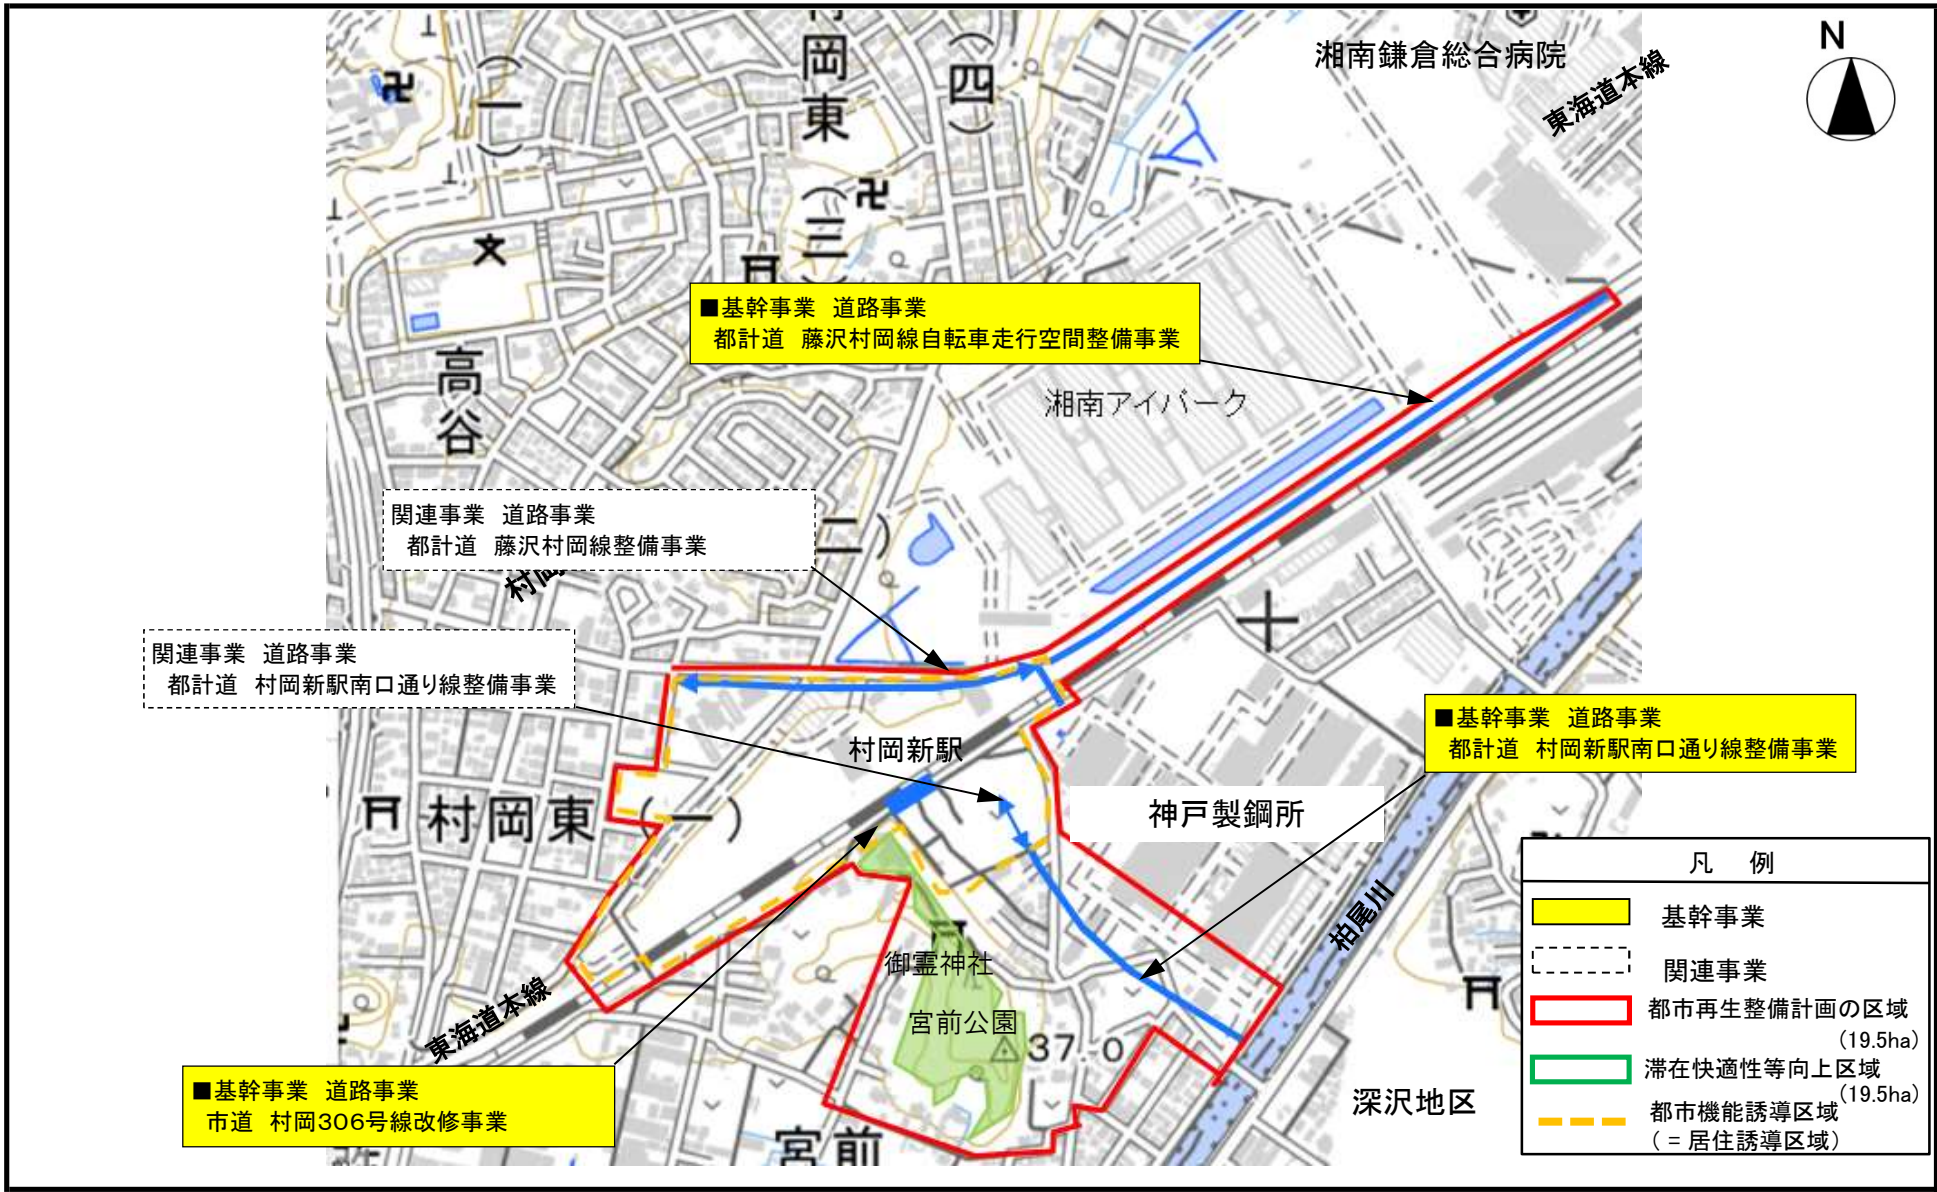 N
湘南鎌倉総合病院
東海道本線
村岡東
(四)
(一)
(三)
■基幹事業 道路事業
都計道 藤沢村岡線自転車走行空間整備事業
高谷
湘南アイパーク
関連事業 道路事業
都計道 藤沢村岡線整備事業
二)
関連事業 道路事業
都計道 村岡新駅南口通り線整備事業
■基幹事業 道路事業
都計道 村岡新駅南口通り線整備事業
村岡新駅
神戸製鋼所
村岡東(一)
柏尾川
御霊神社
宮前公園
37.0
東海道本線
■基幹事業 道路事業
市道 村岡306号線改修事業
宮前
深沢地区
凡 例
基幹事業
関連事業
都市再生整備計画の区域
(19.5ha)
滞在快適性等向上区域
(19.5ha)
都市機能誘導区域
(=居住誘導区域)